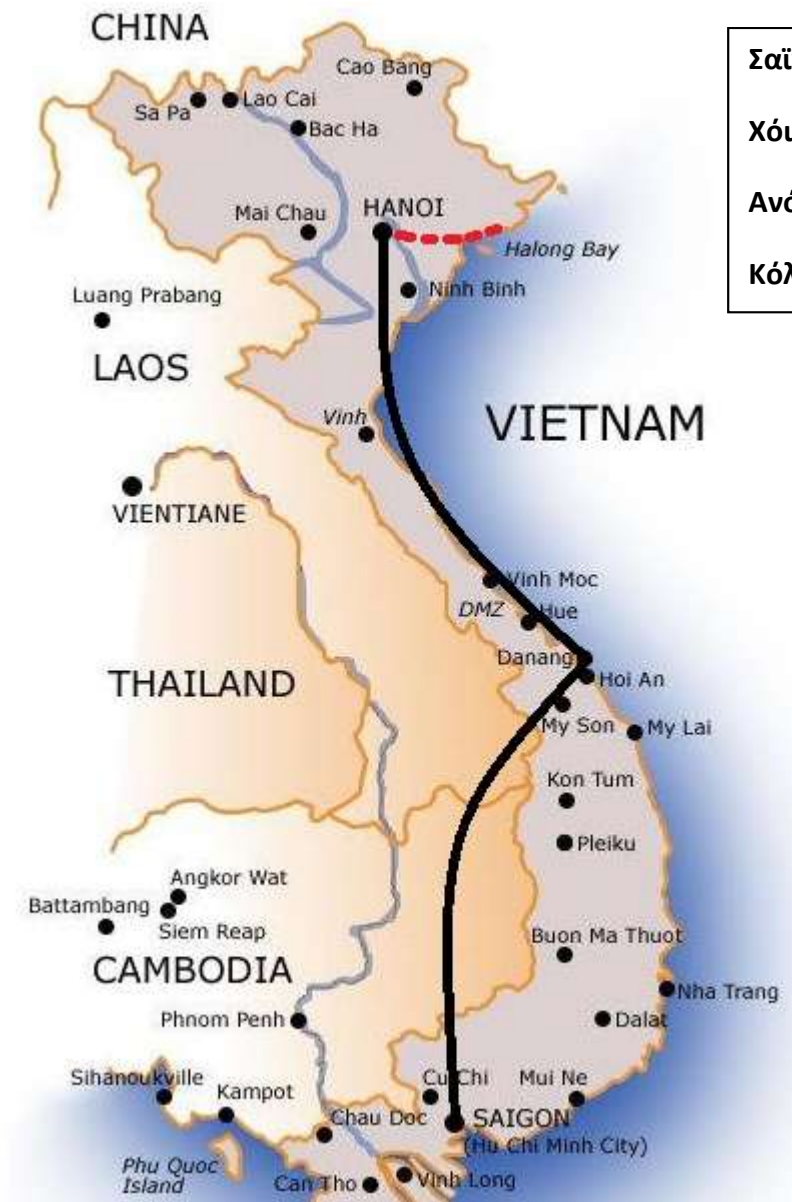 CHINA
Cao Bang
Sa Pa
Lao Cai
Bac Ha
Mai Chau
HANOI
Halong Bay
Ninh Binh
Luang Prabang
LAOS
VIETNAM
Vinh
VIENTIANE
Vinh Moc
DMZ
Hue
Danang
Hoi An
THAILAND
My Son
My Lai
Kon Tum
Pleiku
Angkor Wat
Battambang
Siem Reap
Buon Ma Thuot
CAMBODIA
Nha Trang
Phnom Penh
Dalat
Sihanoukville
Kampot
Cu Chi
Mui Ne
Chau Doc
SAIGON
(Hu Chi Minh City)
Phu Quoc
Island
Can Tho
Vinh Long